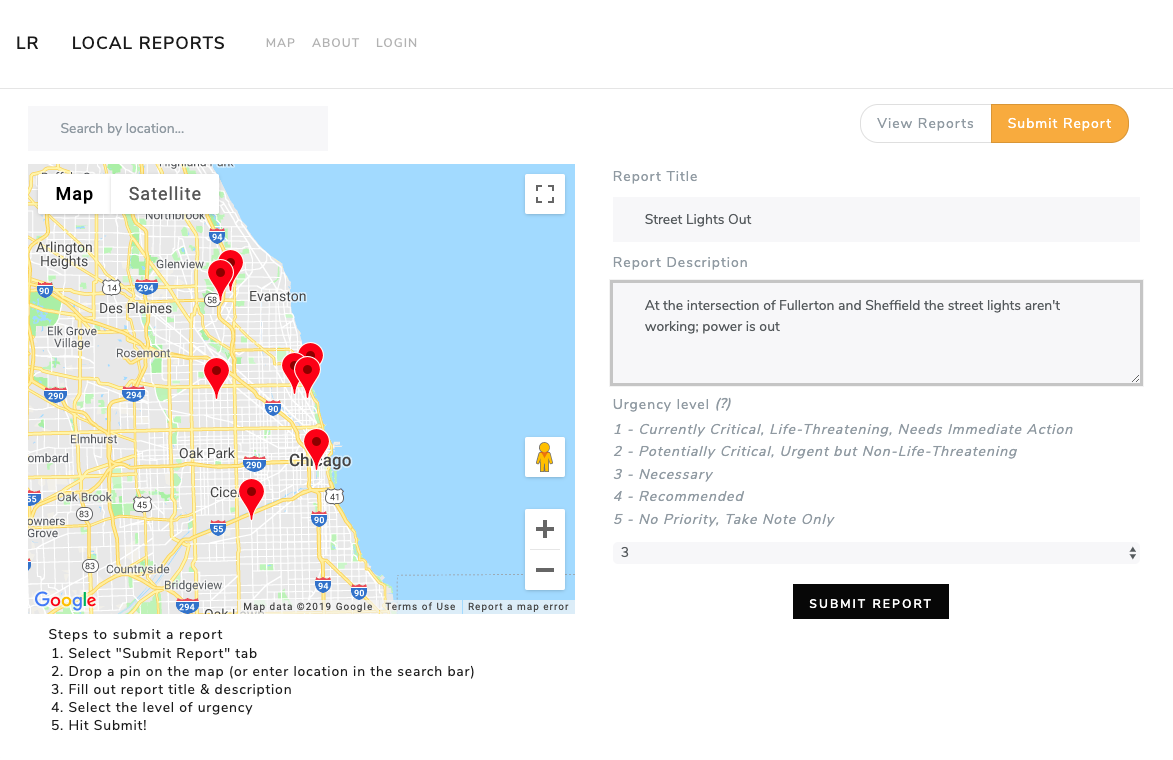 LR LOCAL REPORTS MAP ABOUT LOGIN
Search by location...
View Reports Submit Report
Map Satellite
Northbrook
94
Arlington
Heights
Glenview
90
14
294
58
Evanston
Des Plaines
Elk Grove
Village
Rosemont
290
294
90
Elmhurst
Oak Park
290
Chicago
Oak Brook
45
41
83
55
90
83
Countryside
Bridgeview
94
90
294
Google
Map data ©2019 Google Terms of Use Report a map error
Steps to submit a report
1. Select "Submit Report" tab
2. Drop a pin on the map (or enter location in the search bar)
3. Fill out report title & description
4. Select the level of urgency
5. Hit Submit!
Report Title
Street Lights Out
Report Description
At the intersection of Fullerton and Sheffield the street lights aren't
working; power is out
Urgency level (?)
1 - Currently Critical, Life-Threatening, Needs Immediate Action
2 - Potentially Critical, Urgent but Non-Life-Threatening
3 - Necessary
4 - Recommended
5 - No Priority, Take Note Only
3
SUBMIT REPORT